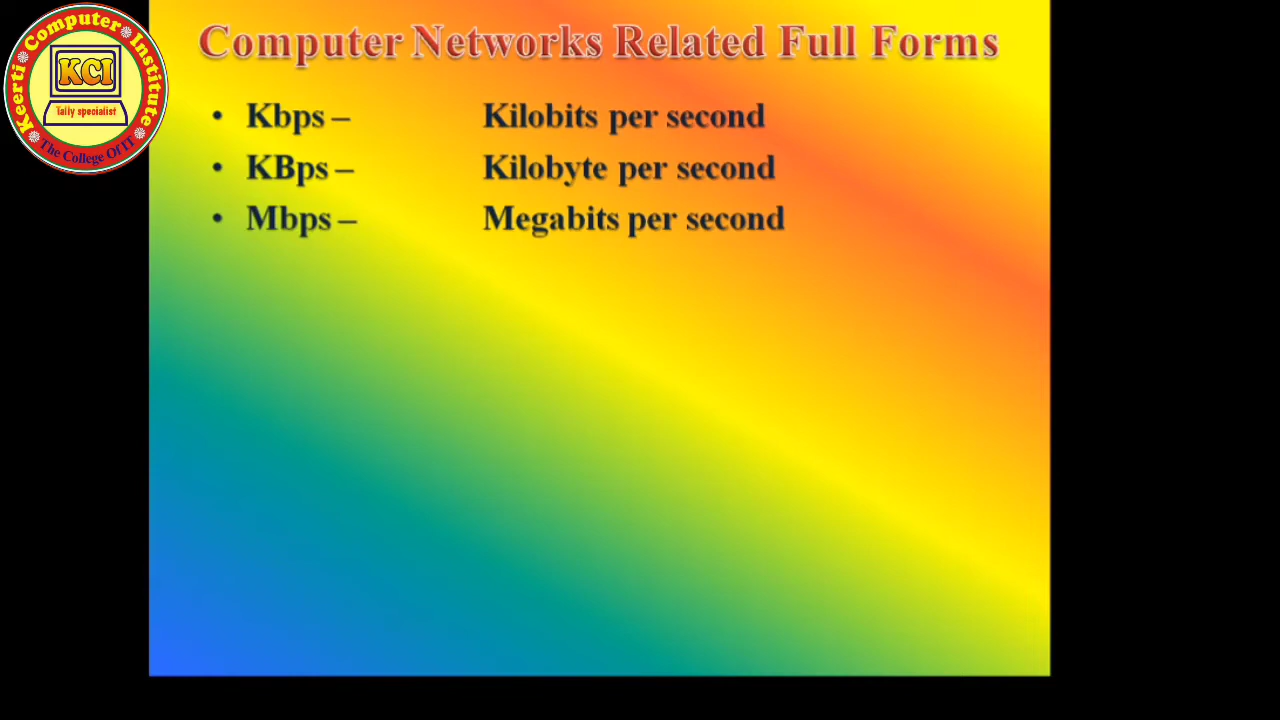 Keerti Computer Institute
KCI
Tally specialist
The College Of IT
Computer Networks Related Full Forms
• Kbps – Kilobits per second
• KBps – Kilobyte per second
• Mbps – Megabits per second